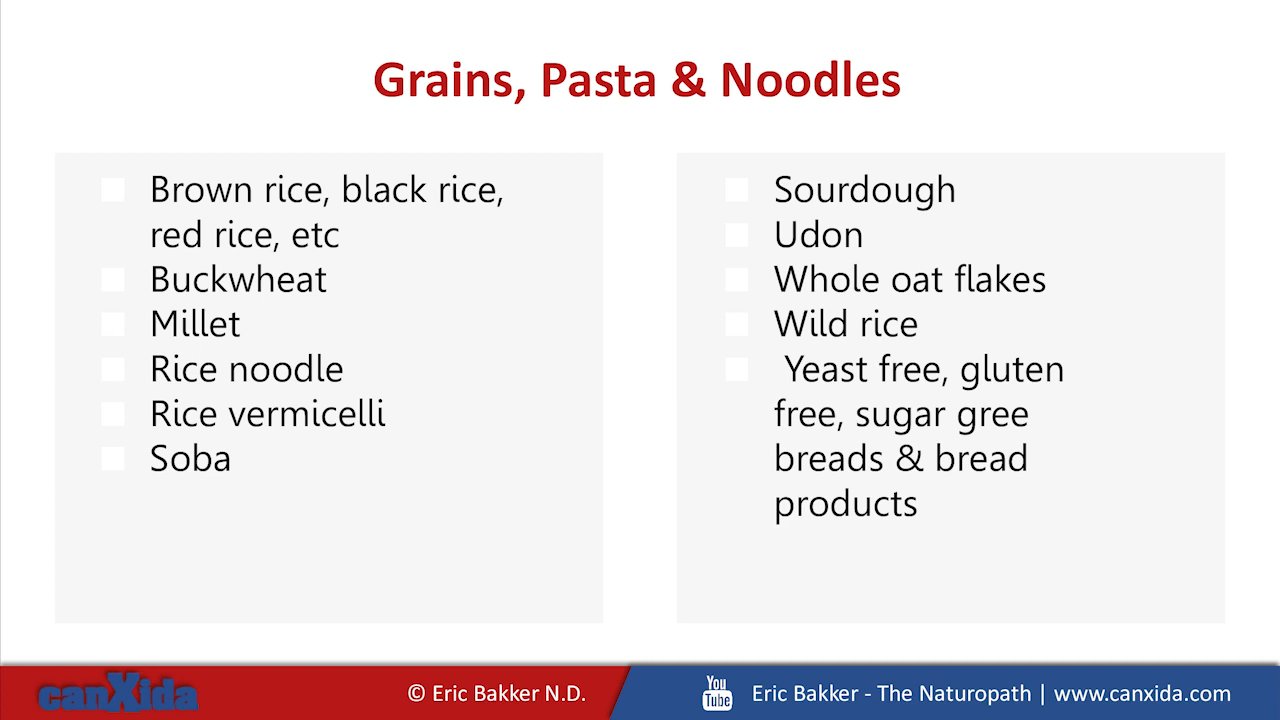 Grains, Pasta & Noodles
Brown rice, black rice,
red rice, etc
Buckwheat
Millet
Rice noodle
Rice vermicelli
Soba
Sourdough
Udon
Whole oat flakes
Wild rice
Yeast free, gluten
free, sugar gree
breads & bread
products
canXida
© Eric Bakker N.D.
You
Tube
Eric Bakker - The Naturopath | www.canxida.com